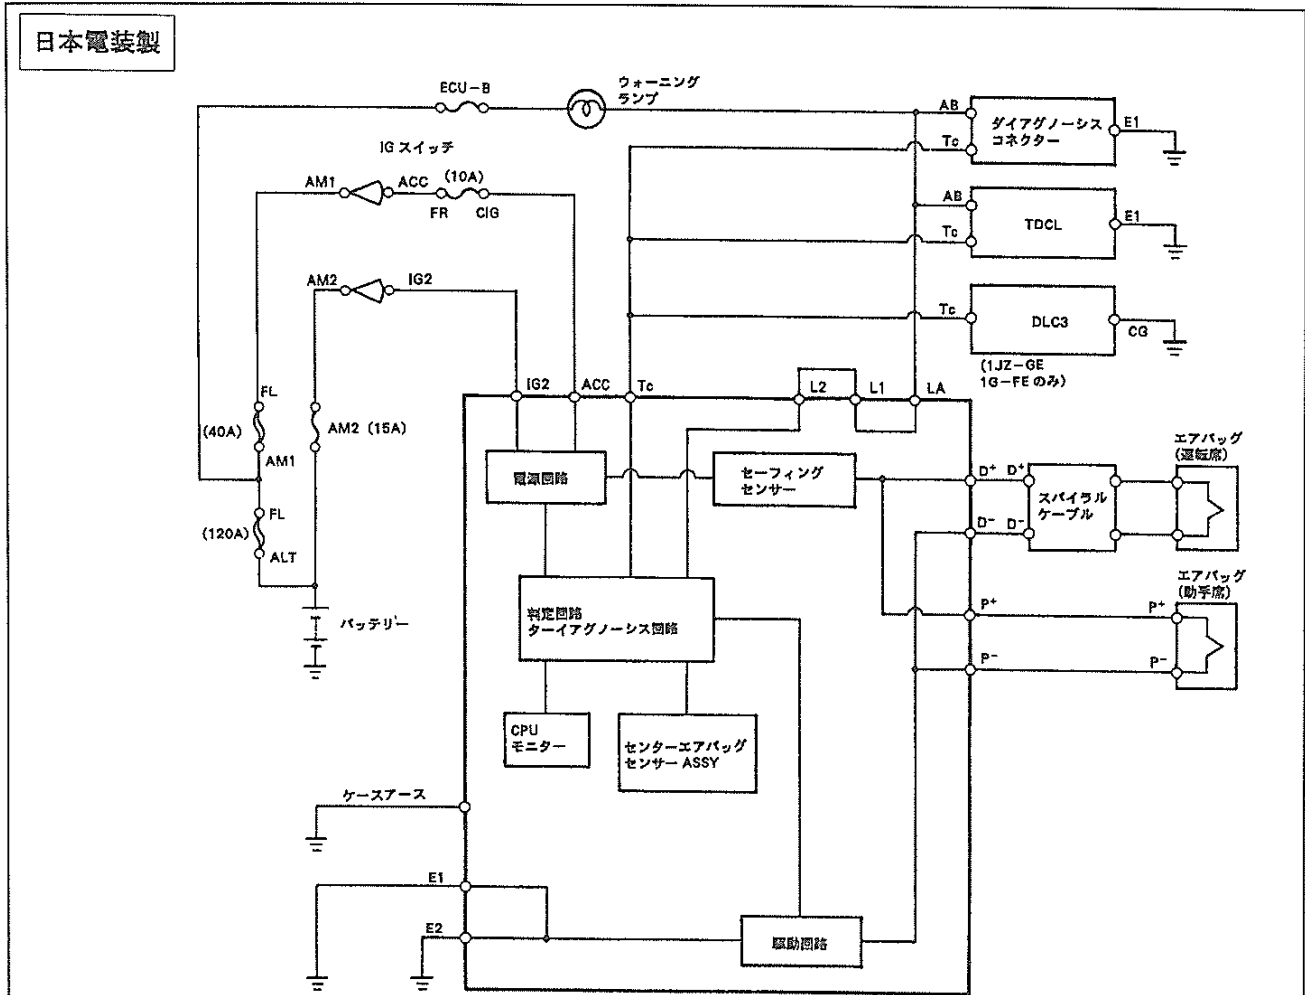 日本電装製
ECU-B
ウォーニング
ランプ
AB
ダイアグノーシス
コネクター
E1
Tc
IGスイッチ
AM1
ACC
(10A)
FR
CIG
AB
TDCL
E1
Tc
AM2
IG2
Tc
DLC3
CG
(1JZ-GE
1G-FEのみ)
IG2
ACC
Tc
L2
L1
LA
FL
(40A)
AM1
AM2 (15A)
FL
(120A)
ALT
バッテリー
電源回路
セーフィング
センサー
D+
D+
D-
D-
スパイラル
ケーブル
エアバッグ
(運転席)
エアバッグ
(助手席)
P+
P+
P-
P-
判定回路
ターイアグノーシス回路
CPU
モニター
センターエアバッグ
センサー ASSY
ケースアース
E1
E2
駆動回路